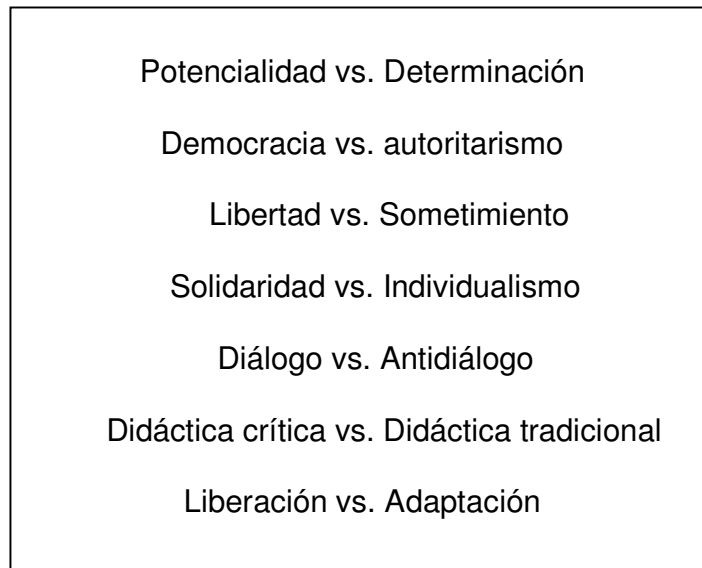 Potencialidad vs. Determinación
Democracia vs. autoritarismo
Libertad vs. Sometimiento
Solidaridad vs. Individualismo
Diálogo vs. Antidiálogo
Didáctica crítica vs. Didáctica tradicional
Liberación vs. Adaptación